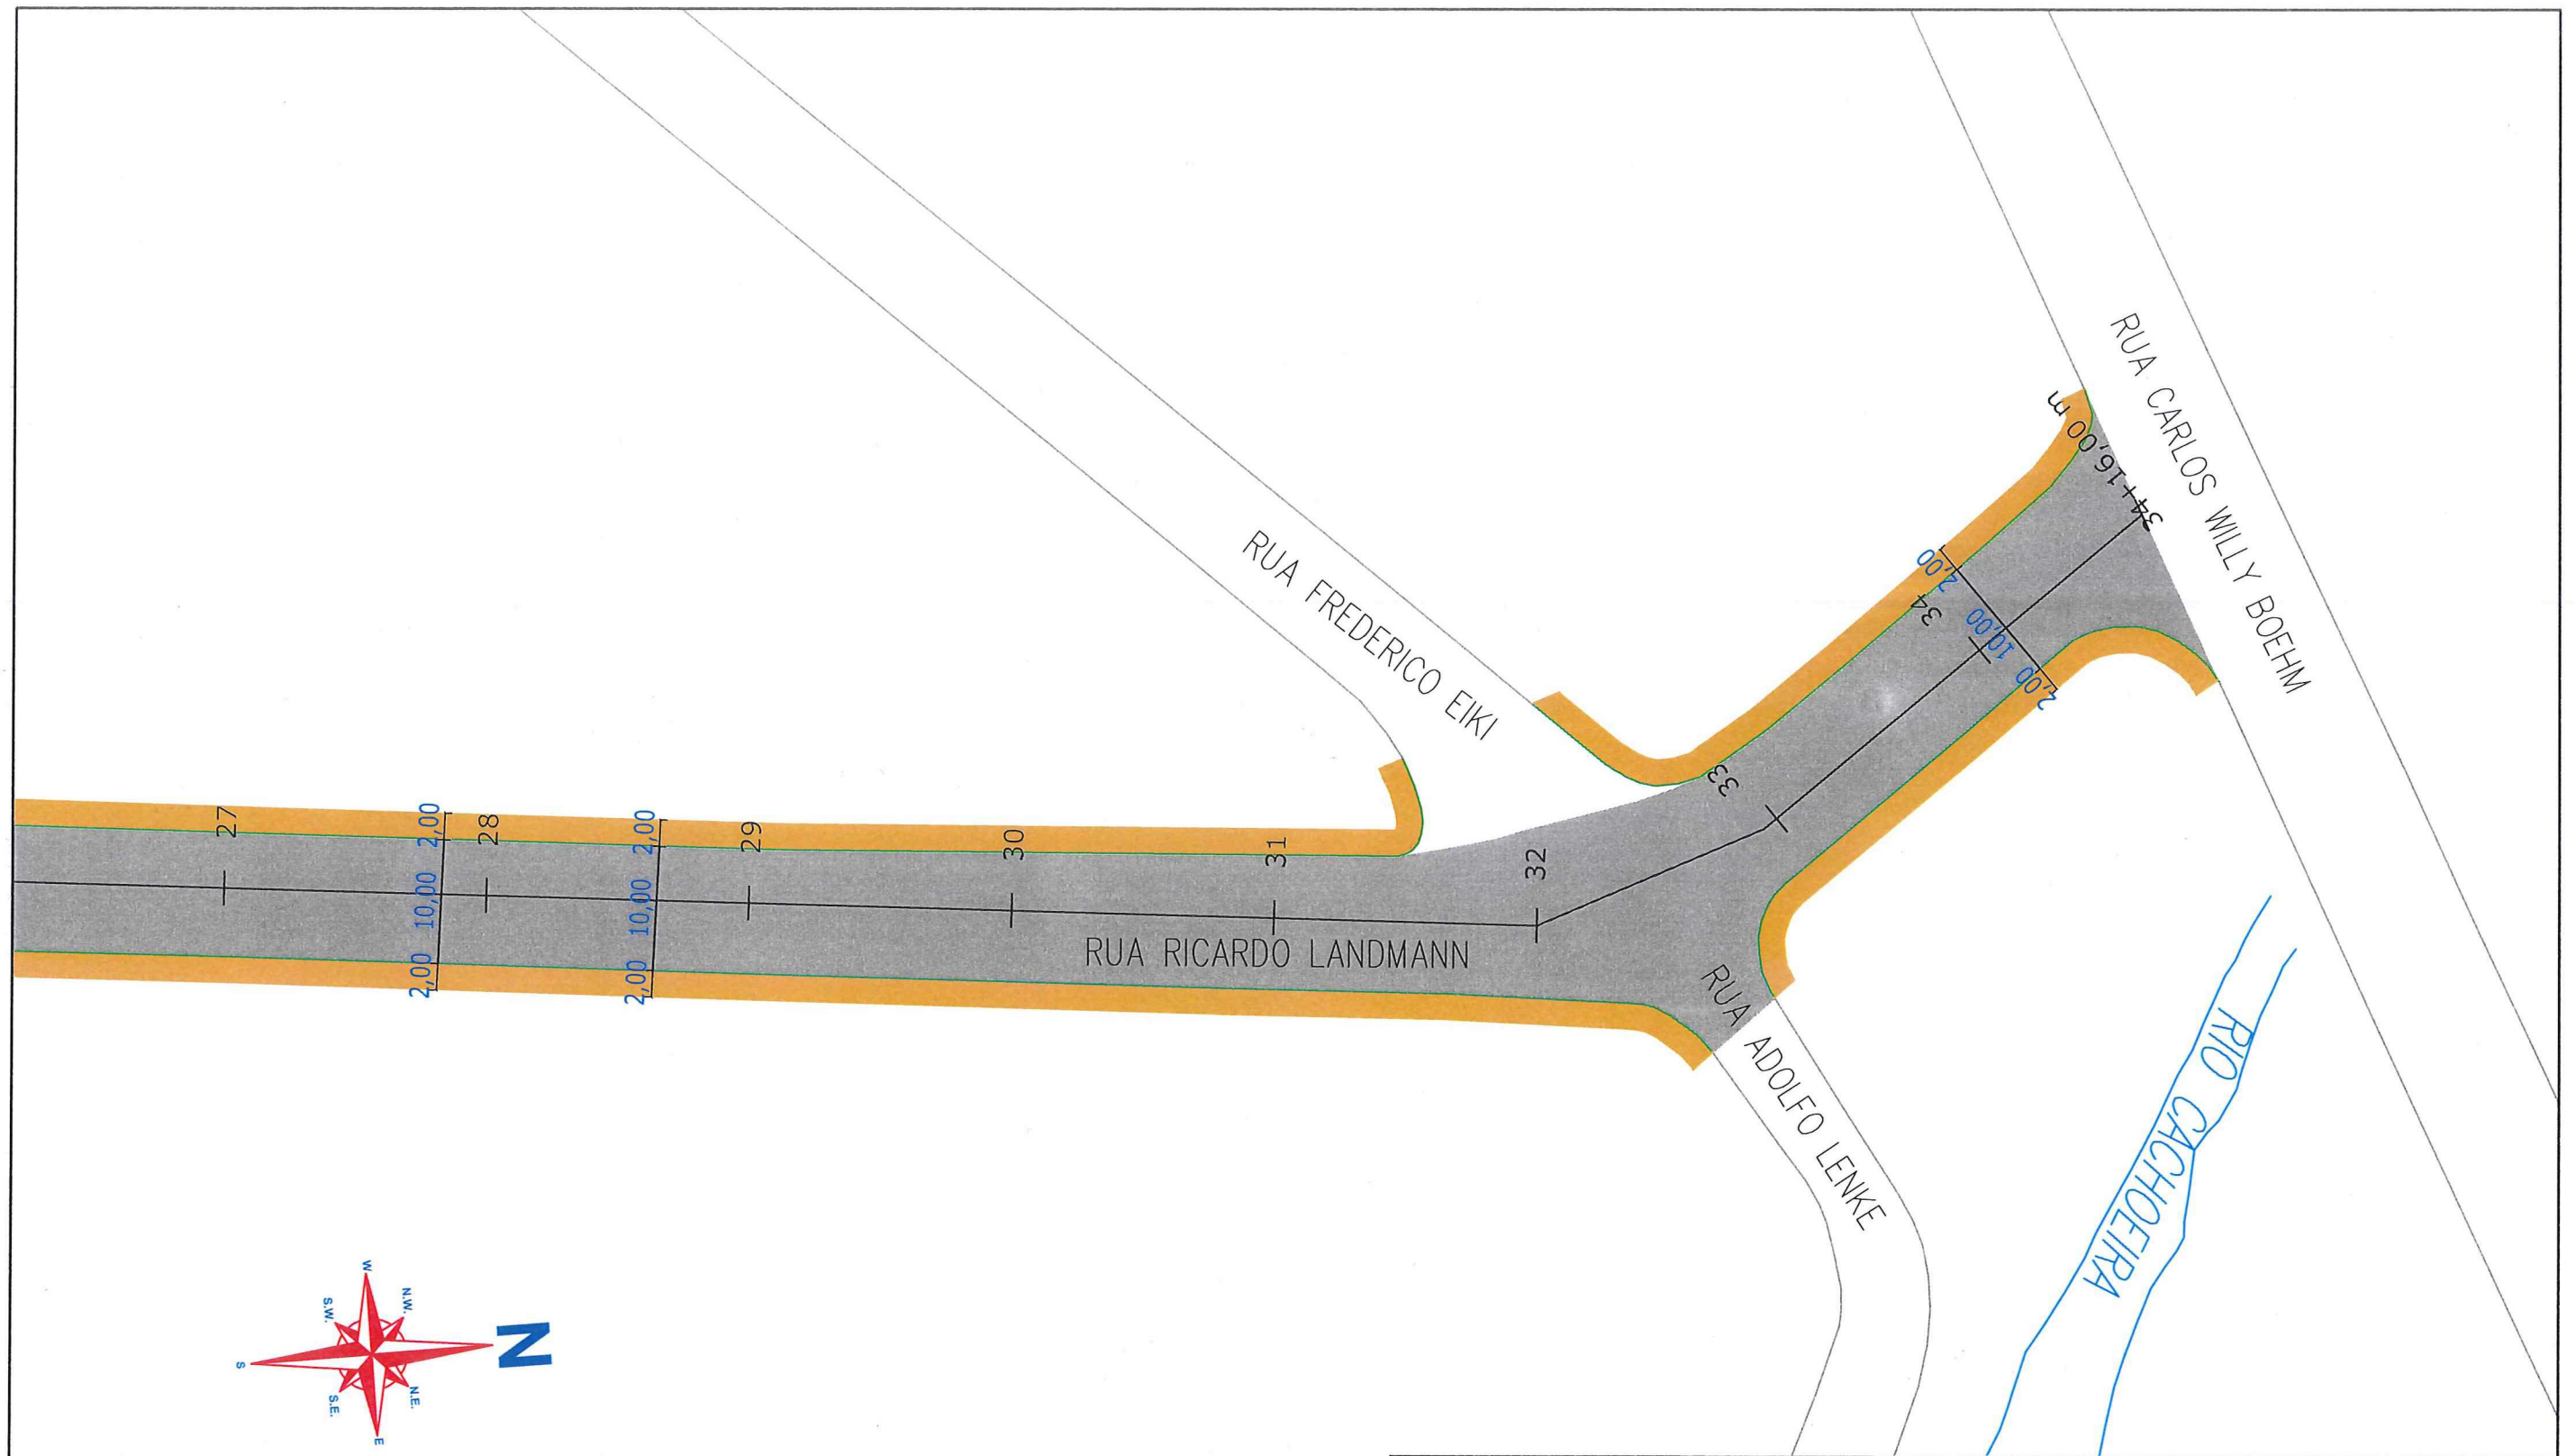 RUA CARLOS WILLY BOEHM
34+16,00 m
RUA FREDERICO EIKI
2,00
10,00
2,00
34
33
27
2,00
10,00
2,00
28
2,00
10,00
2,00
29
30
31
32
RUA RICARDO LANDMANN
RUA ADOLFO LENKE
RIO CACHOEIRA
N
W
N.W.
S.W.
S
N.E.
S.E.
E